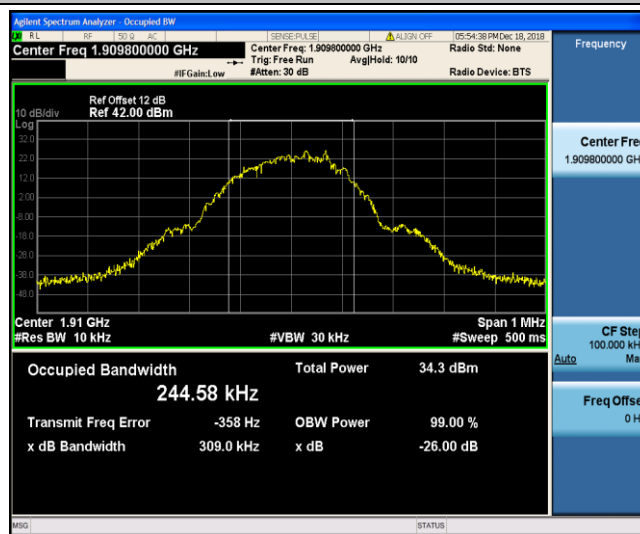 Agilent Spectrum Analyzer - Occupied BW
RL RF 50 Ω AC SENSE:PULSE ALIGN OFF 05:54:38 PM Dec 18, 2018
Center Freq 1.909800000 GHz
Center Freq: 1.909800000 GHz
Radio Std: None
Trig: Free Run Avg|Hold: 10/10
#IFGain:Low #Atten: 30 dB Radio Device: BTS
Frequency
Ref Offset 12 dB
10 dB/div Ref 42.00 dBm
Log
32.0
22.0
12.0
2.00
-8.00
-18.0
-28.0
-38.0
-48.0
Center Fre
1.909800000 GH
Center 1.91 GHz Span 1 MHz
#Res BW 10 kHz #VBW 30 kHz #Sweep 500 ms
CF Step
100.000 kH
Auto Ma
Occupied Bandwidth Total Power 34.3 dBm
244.58 kHz
Transmit Freq Error -358 Hz OBW Power 99.00 %
x dB Bandwidth 309.0 kHz x dB -26.00 dB
Freq Offse
0 H
MSG STATUS